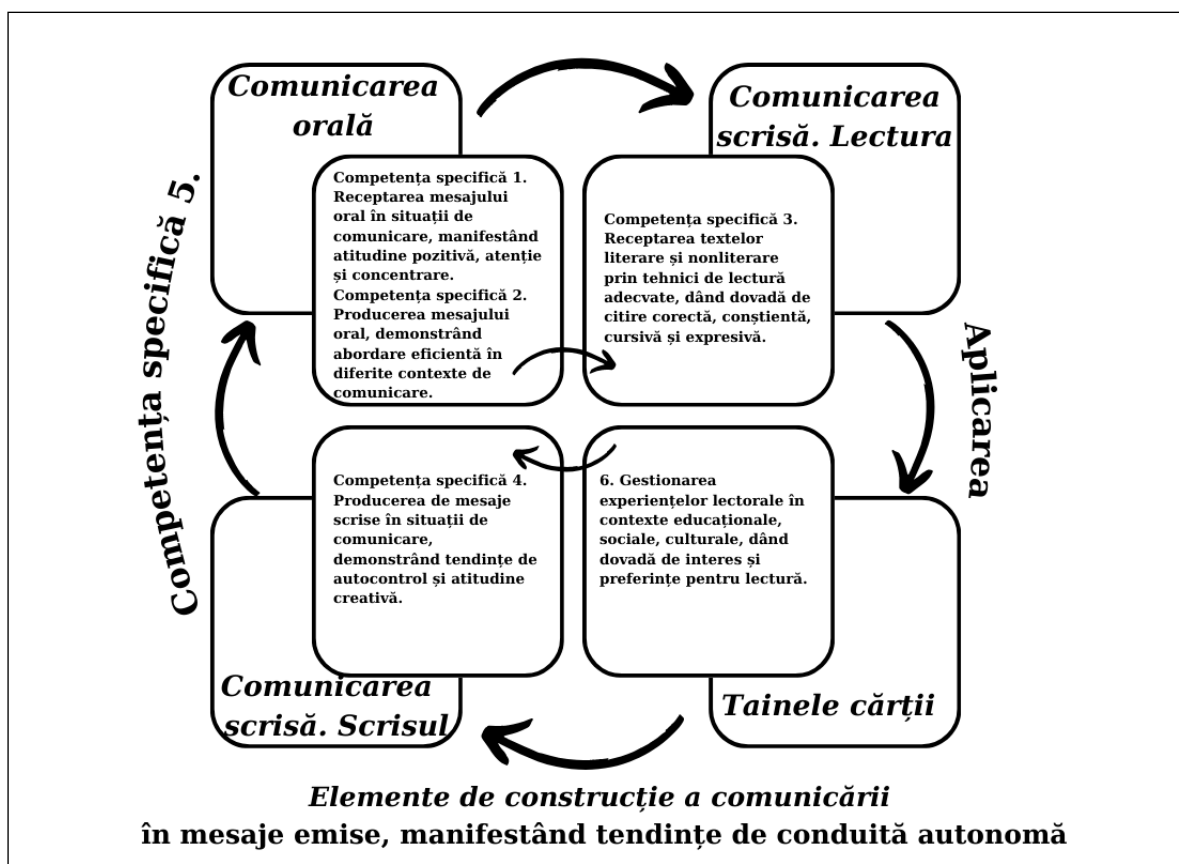 Comunicarea
orală
Competența specifică 1.
Receptarea mesajului
oral în situații de
comunicare, manifestând
atitudine pozitivă, atenție
și concentrare.
Competența specifică 2.
Producerea mesajului
oral, demonstrând
abordare eficientă în
diferite contexte de
comunicare.
Comunicarea
scrisă. Lectura
Competența specifică 3.
Receptarea textelor
literare și nonliterare
prin tehnici de lectură
adecvate, dând dovadă de
citire corectă, conștientă,
cursivă și expresivă.
Competența specifică 4.
Producerea de mesaje
scrise în situații de
comunicare,
demonstrând tendințe de
autocontrol și atitudine
creativă.
Comunicarea
scrisă. Scrisul
6. Gestionarea
experiențelor lectorale în
contexte educaționale,
sociale, culturale, dând
dovadă de interes și
preferințe pentru lectură.
Tainele cărții
Competența specifică 5.
Aplicarea
Elemente de construcție a comunicării
în mesaje emise, manifestând tendințe de conduită autonomă